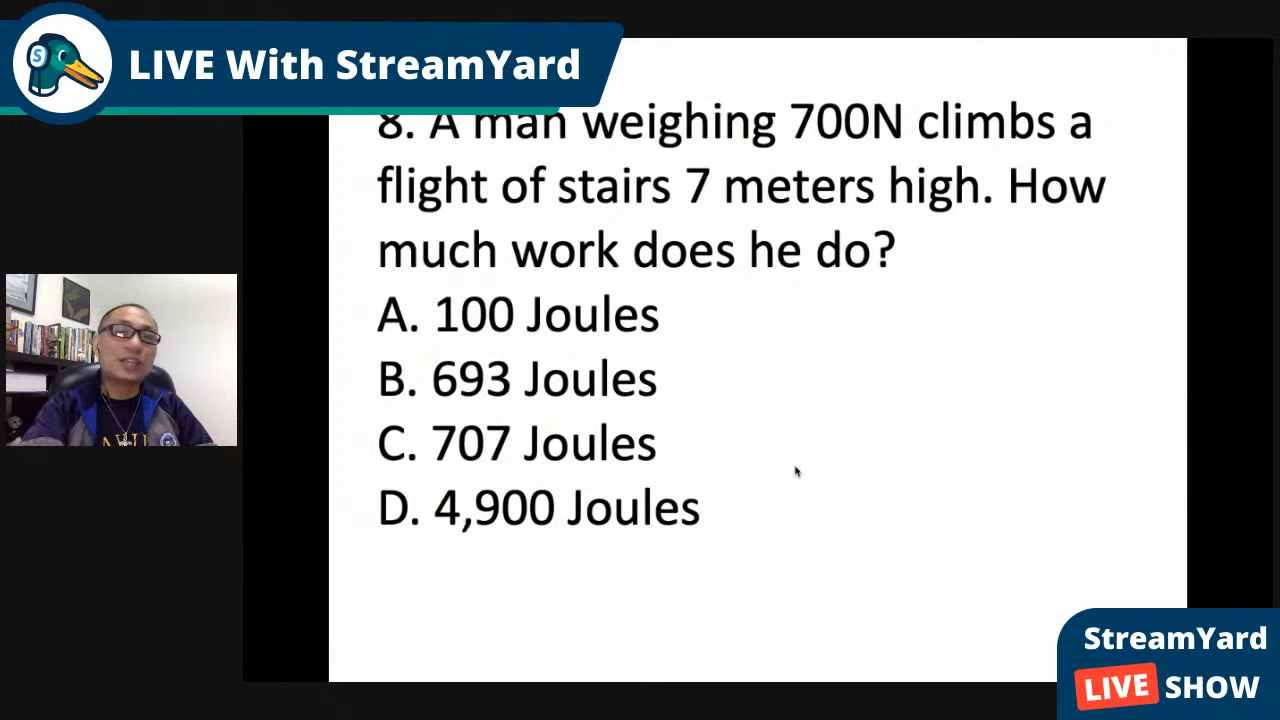 LIVE With StreamYard
8. A man weighing 700N climbs a
flight of stairs 7 meters high. How
much work does he do?
A. 100 Joules
B. 693 Joules
C. 707 Joules
D. 4,900 Joules
StreamYard
LIVE SHOW